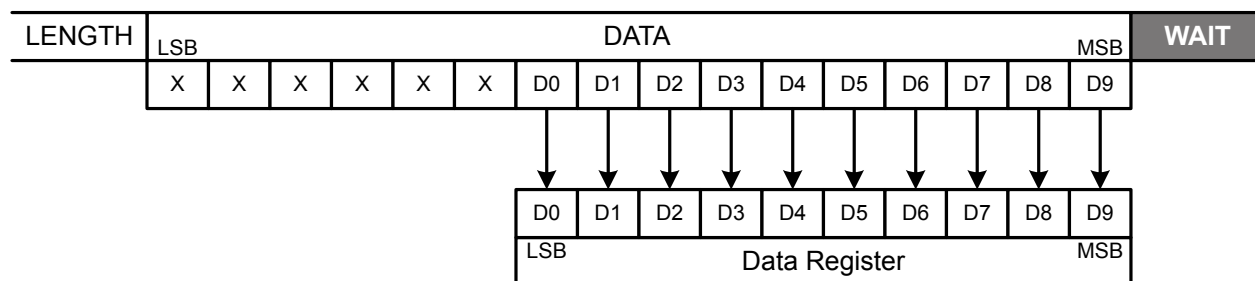 LENGTH LSB DATA MSB WAIT
X X X X X X D0 D1 D2 D3 D4 D5 D6 D7 D8 D9
D0 D1 D2 D3 D4 D5 D6 D7 D8 D9
LSB Data Register MSB